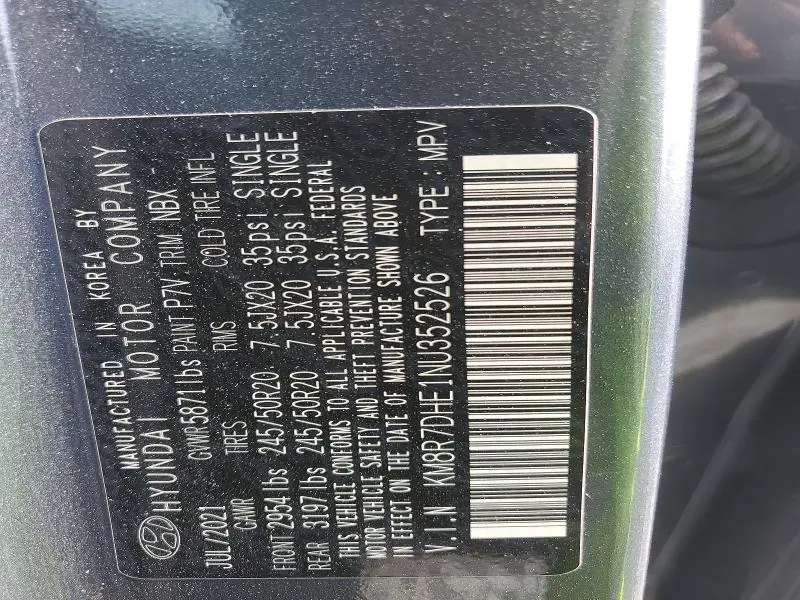 MANUFACTURED IN KOREA BY
HYUNDAI MOTOR COMPANY
JUL/2021 GVWR 5871lbs PAINT P7V TRIM NBX -
GAWR TIRES RIMS COLD TIRE INFL
FRONT 2954 lbs 245/50R20 7.5JX20 35psi SINGLE
REAR 3197 lbs 245/50R20 7.5JX20 35psi SINGLE
THIS VEHICLE CONFORMS TO ALL APPLICABLE U.S.A. FEDERAL
MOTOR VEHICLE SAFETY AND THEFT PREVENTION STANDARDS
IN EFFECT ON THE DATE OF MANUFACTURE SHOWN ABOVE
V.I.N KM8R7DHE1NU352526 TYPE : MPV